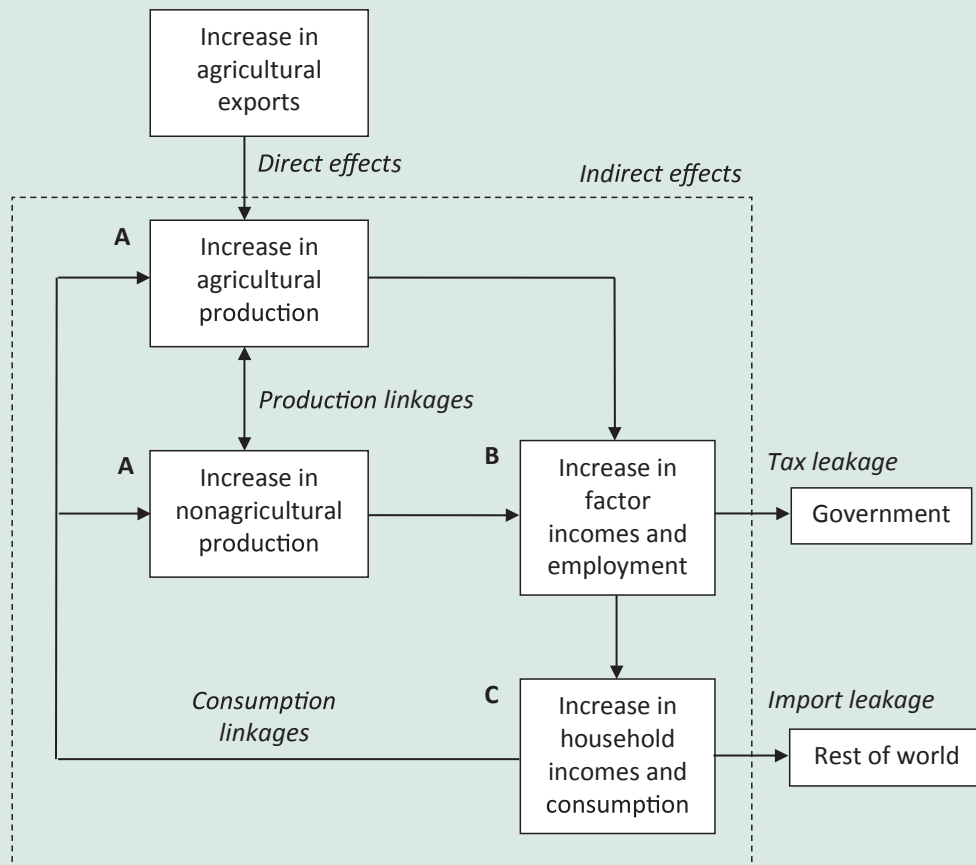 Increase in
agricultural
exports
Direct effects
Indirect effects
A
Increase in
agricultural
production
Production linkages
A
Increase in
nonagricultural
production
B
Increase in
factor
incomes and
employment
Tax leakage
Government
Consumption
linkages
C
Increase in
household
incomes and
consumption
Import leakage
Rest of world